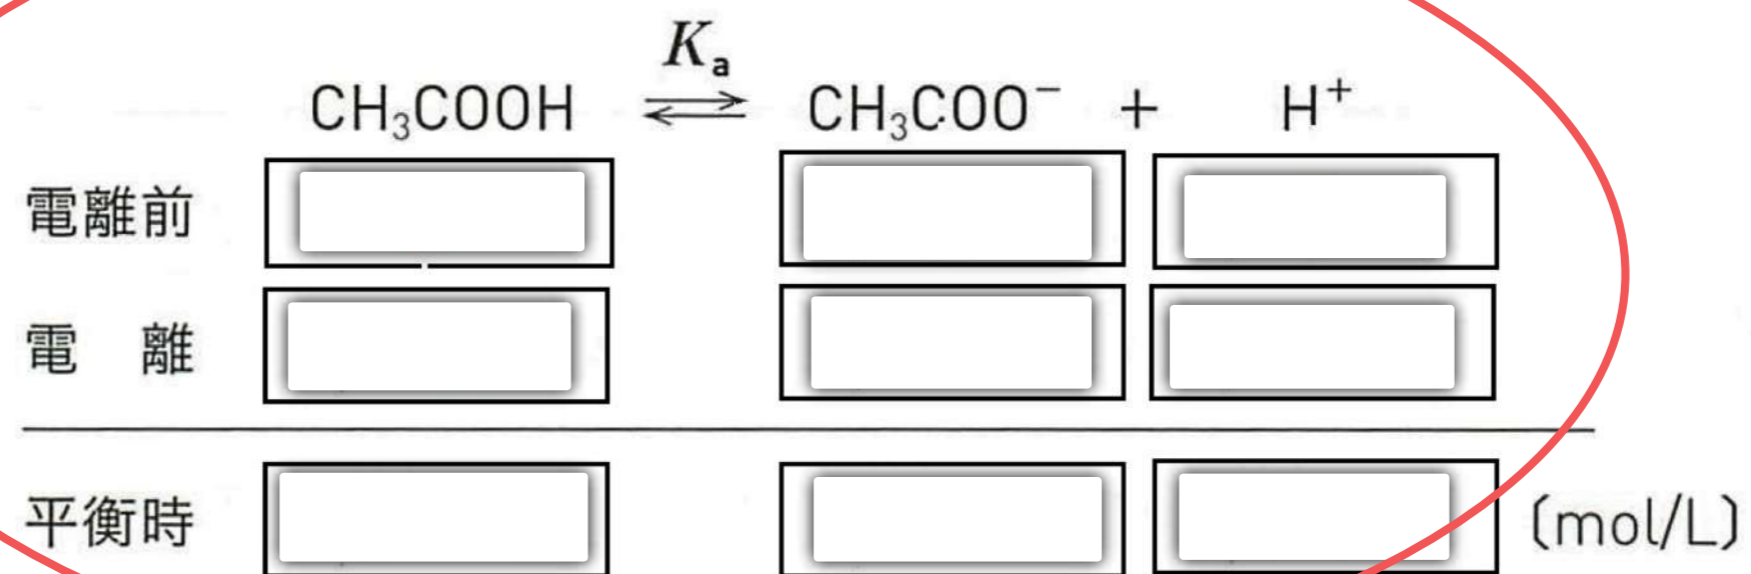 Kₐ
CH₃COOH ⇌ CH₃COO⁻ + H⁺
電離前
電 離
平衡時 (mol/L)